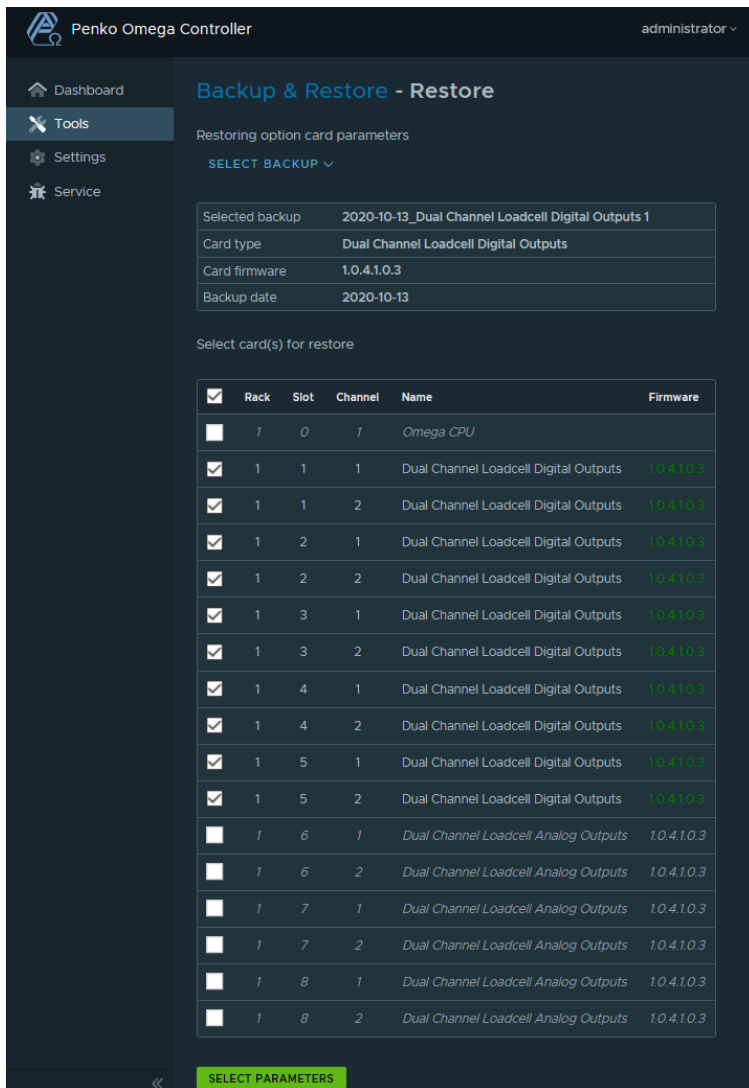 Penko Omega Controller administrator
Dashboard
Tools
Settings
Service
Backup & Restore - Restore
Restoring option card parameters
SELECT BACKUP
Selected backup 2020-10-13_Dual Channel Loadcell Digital Outputs 1
Card type Dual Channel Loadcell Digital Outputs
Card firmware 1.0.4.1.0.3
Backup date 2020-10-13
Select card(s) for restore
Rack Slot Channel Name Firmware
1 0 1 Omega CPU
1 1 1 Dual Channel Loadcell Digital Outputs 1.0.4.1.0.3
1 1 2 Dual Channel Loadcell Digital Outputs 1.0.4.1.0.3
1 2 1 Dual Channel Loadcell Digital Outputs 1.0.4.1.0.3
1 2 2 Dual Channel Loadcell Digital Outputs 1.0.4.1.0.3
1 3 1 Dual Channel Loadcell Digital Outputs 1.0.4.1.0.3
1 3 2 Dual Channel Loadcell Digital Outputs 1.0.4.1.0.3
1 4 1 Dual Channel Loadcell Digital Outputs 1.0.4.1.0.3
1 4 2 Dual Channel Loadcell Digital Outputs 1.0.4.1.0.3
1 5 1 Dual Channel Loadcell Digital Outputs 1.0.4.1.0.3
1 5 2 Dual Channel Loadcell Digital Outputs 1.0.4.1.0.3
1 6 1 Dual Channel Loadcell Analog Outputs 1.0.4.1.0.3
1 6 2 Dual Channel Loadcell Analog Outputs 1.0.4.1.0.3
1 7 1 Dual Channel Loadcell Analog Outputs 1.0.4.1.0.3
1 7 2 Dual Channel Loadcell Analog Outputs 1.0.4.1.0.3
1 8 1 Dual Channel Loadcell Analog Outputs 1.0.4.1.0.3
1 8 2 Dual Channel Loadcell Analog Outputs 1.0.4.1.0.3
SELECT PARAMETERS